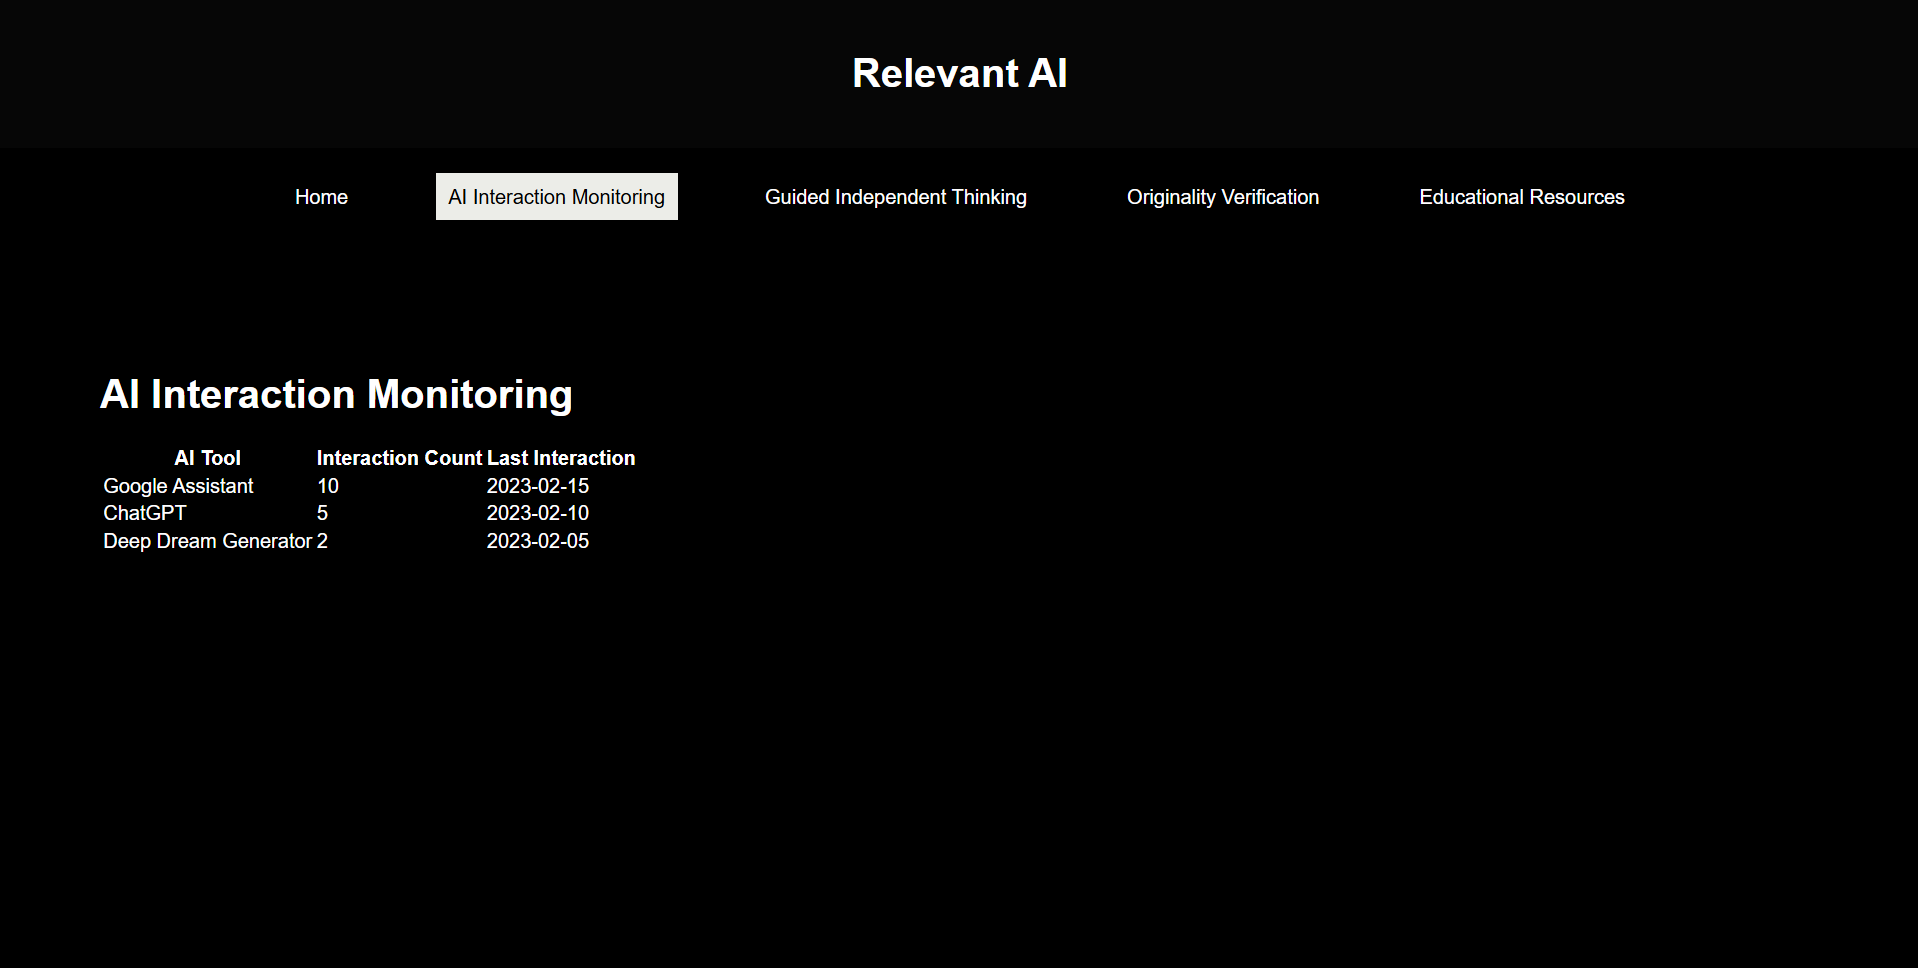 Relevant AI
Home AI Interaction Monitoring Guided Independent Thinking Originality Verification Educational Resources
AI Interaction Monitoring
AI Tool Interaction Count Last Interaction
Google Assistant 10 2023-02-15
ChatGPT 5 2023-02-10
Deep Dream Generator 2 2023-02-05